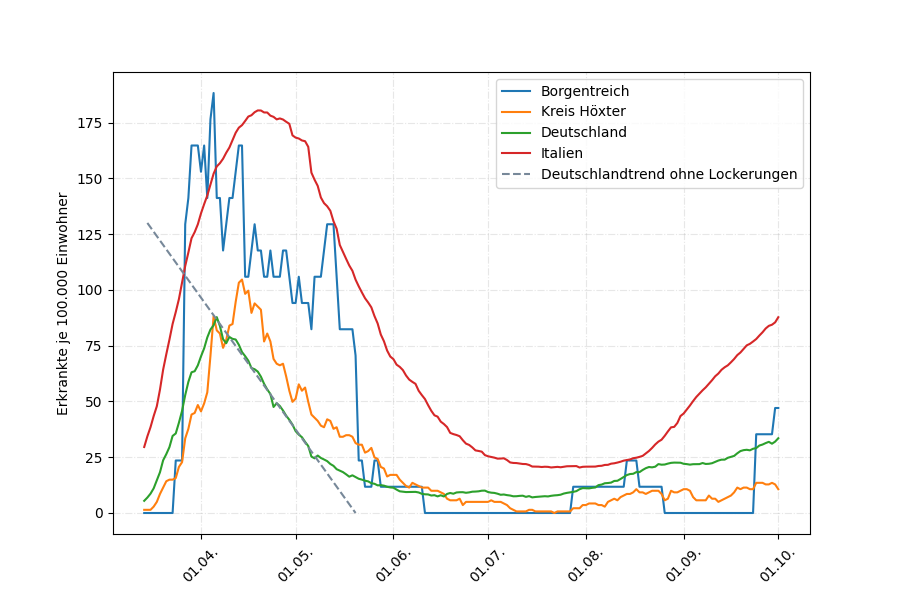 Borgentreich
Kreis Höxter
Deutschland
Italien
Deutschlandtrend ohne Lockerungen
Erkrankte je 100.000 Einwohner
175
150
125
100
75
50
25
0
01.04.
01.05.
01.06.
01.07.
01.08.
01.09.
01.10.